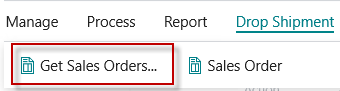 Manage Process Report Drop Shipment
Get Sales Orders... Sales Order